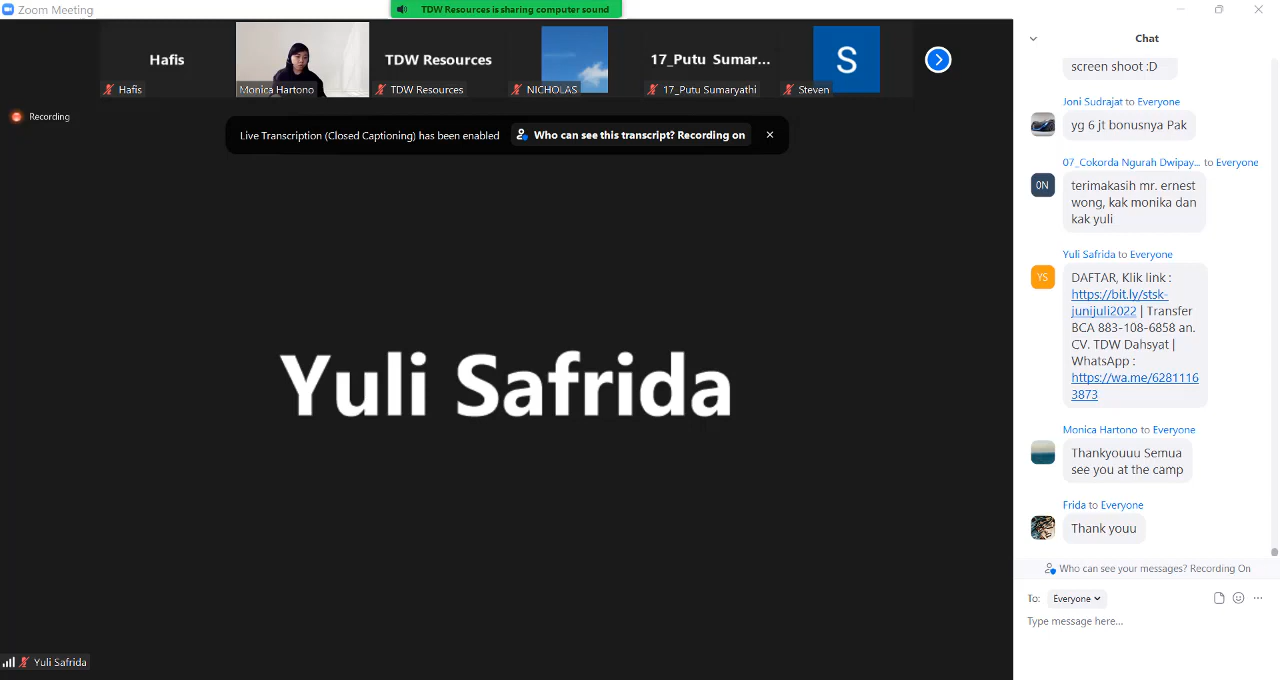 Zoom Meeting
TDW Resources is sharing computer sound
Hafis
TDW Resources
17_Putu Sumar...
S
Hafis
Monica Hartono
TDW Resources
NICHOLAS
17_Putu Sumaryathi
Steven
Recording
Live Transcription (Closed Captioning) has been enabled
Who can see this transcript? Recording on
Yuli Safrida
Yuli Safrida
Chat
screen shoot :D
Joni Sudrajat to Everyone
yg 6 jt bonusnya Pak
07_Cokorda Ngurah Dwipay... to Everyone
0N
terimakasih mr. ernest
wong, kak monika dan
kak yuli
Yuli Safrida to Everyone
YS
DAFTAR, Klik link :
https://bit.ly/stsk-
junijuli2022 | Transfer
BCA 883-108-6858 an.
CV. TDW Dahsyat |
WhatsApp :
https://wa.me/6281116
3873
Monica Hartono to Everyone
Thankyouuu Semua
see you at the camp
Frida to Everyone
Thank youu
Who can see your messages? Recording On
To: Everyone
Type message here...